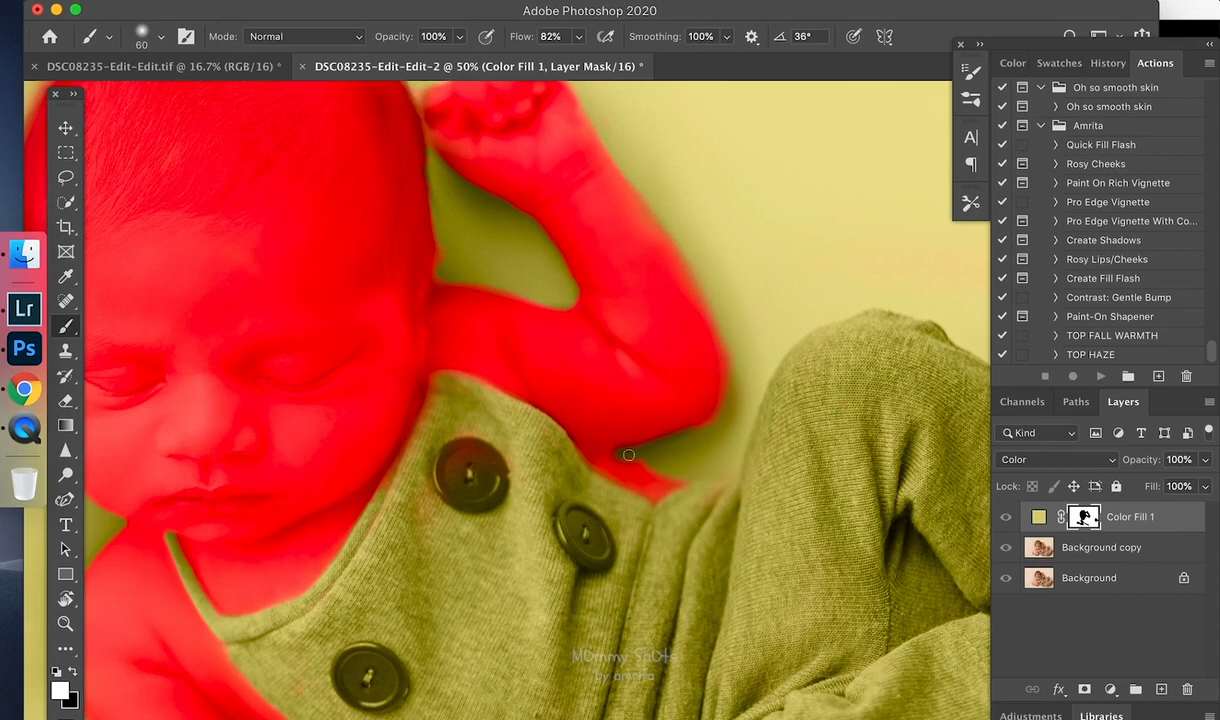 Adobe Photoshop 2020
60
Mode: Normal
Opacity: 100%
Flow: 82%
Smoothing: 100%
36°
DSC08235-Edit-Edit.tif @ 16.7% (RGB/16) *
DSC08235-Edit-Edit-2 @ 50% (Color Fill 1, Layer Mask/16) *
Color Swatches History Actions
Oh so smooth skin
Oh so smooth skin
Amrita
Quick Fill Flash
Rosy Cheeks
Paint On Rich Vignette
Pro Edge Vignette
Pro Edge Vignette With Co...
Create Shadows
Rosy Lips/Cheeks
Create Fill Flash
Contrast: Gentle Bump
Paint-On Sharpener
TOP FALL WARMTH
TOP HAZE
Channels Paths Layers
Kind
Color
Opacity: 100%
Lock:
Fill: 100%
Color Fill 1
Background copy
Background
fx
Adjustments Libraries
Lr
Ps
MOmmy ShOts
by amrita